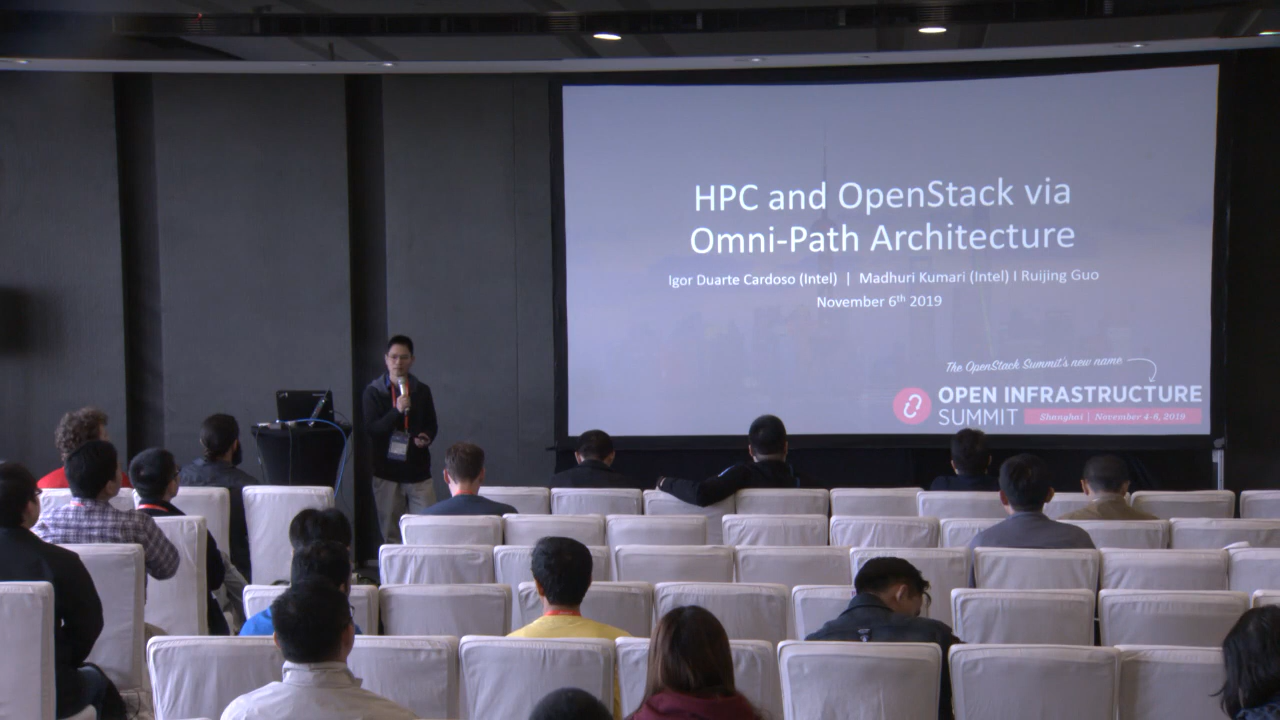 HPC and OpenStack via
Omni-Path Architecture
Igor Duarte Cardoso (Intel) | Madhuri Kumari (Intel) I Ruijing Guo
November 6th 2019
The OpenStack Summit's new name
OPEN INFRASTRUCTURE
SUMMIT Shanghai | November 4-6, 2019